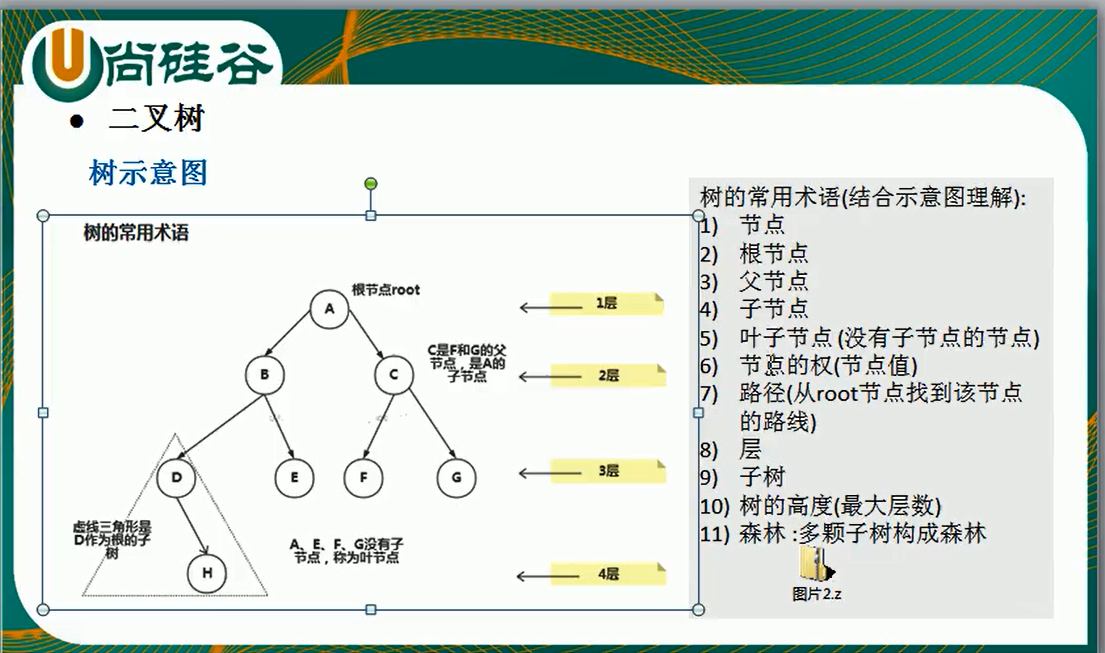 尚硅谷
● 二叉树
树示意图
树的常用术语
根节点root
A
1层
B
C
C是F和G的父
节点，是A的
子节点
2层
D
E
F
G
3层
虚线三角形是
D作为根的子
树
H
A、E、F、G没有子
节点，称为叶节点
4层
树的常用术语(结合示意图理解):
1) 节点
2) 根节点
3) 父节点
4) 子节点
5) 叶子节点 (没有子节点的节点)
6) 节点的权(节点值)
7) 路径(从root节点找到该节点
的路线)
8) 层
9) 子树
10) 树的高度(最大层数)
11) 森林 :多颗子树构成森林
图片2.z